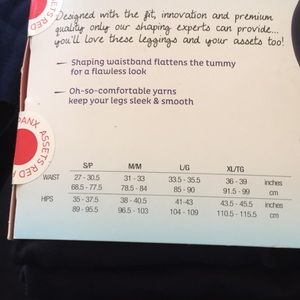 Designed with the fit, innovation and premium
quality only our shaping experts can provide...
you'll love these leggings and your assets too!
— Shaping waistband flattens the tummy
for a flawless look
— Oh-so-comfortable yarns
keep your legs sleek & smooth
ASSETS RED
ASSETS RED
S/P M/M L/G XL/TG
WAIST 27 - 30.5 31 - 33 33.5 - 35.5 36 - 39 inches
68.5 - 77.5 78.5 - 84 85 - 90 91.5 - 99 cm
HIPS 35 - 37.5 38 - 40.5 41-43 43.5 - 45.5 inches
89 - 95.5 96.5 - 103 104 - 109 110.5 - 115.5 cm